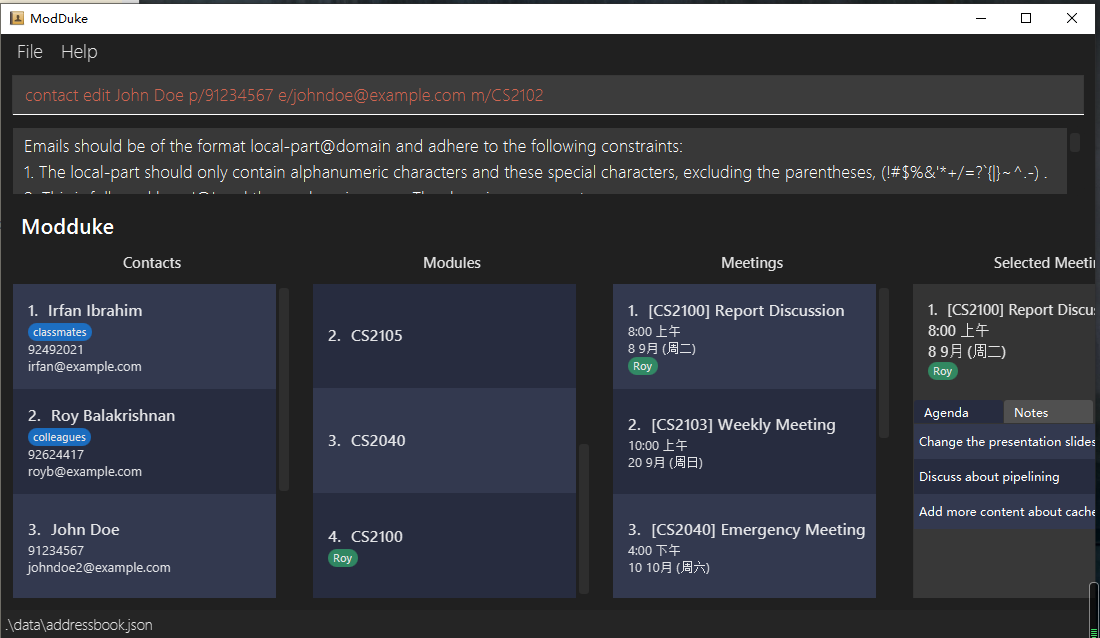 ModDuke
File Help
contact edit John Doe p/91234567 e/johndoe@example.com m/CS2102
Emails should be of the format local-part@domain and adhere to the following constraints:
1. The local-part should only contain alphanumeric characters and these special characters, excluding the parentheses, (!#$%&'*+/=?`{|}~^.-) .
Modduke
Contacts
1. Irfan Ibrahim
classmates
92492021
irfan@example.com
2. Roy Balakrishnan
colleagues
92624417
royb@example.com
3. John Doe
91234567
johndoe2@example.com
Modules
2. CS2105
3. CS2040
4. CS2100
Roy
Meetings
1. [CS2100] Report Discussion
8:00 上午
8 9月 (周二)
Roy
2. [CS2103] Weekly Meeting
10:00 上午
20 9月 (周日)
3. [CS2040] Emergency Meeting
4:00 下午
10 10月 (周六)
Selected Meeti
1. [CS2100] Report Discu
8:00 上午
8 9月 (周二)
Roy
Agenda Notes
Change the presentation slides
Discuss about pipelining
Add more content about cache
.\data\addressbook.json